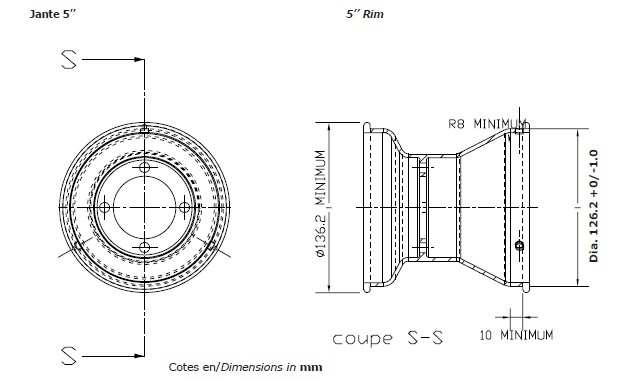 Jante 5"
5" Rim
S
R8 MINIMUM
Ø136.2 MINIMUM
Dia. 126.2 +0/-1.0
10 MINIMUM
coupe S-S
S
Cotes en/Dimensions in mm